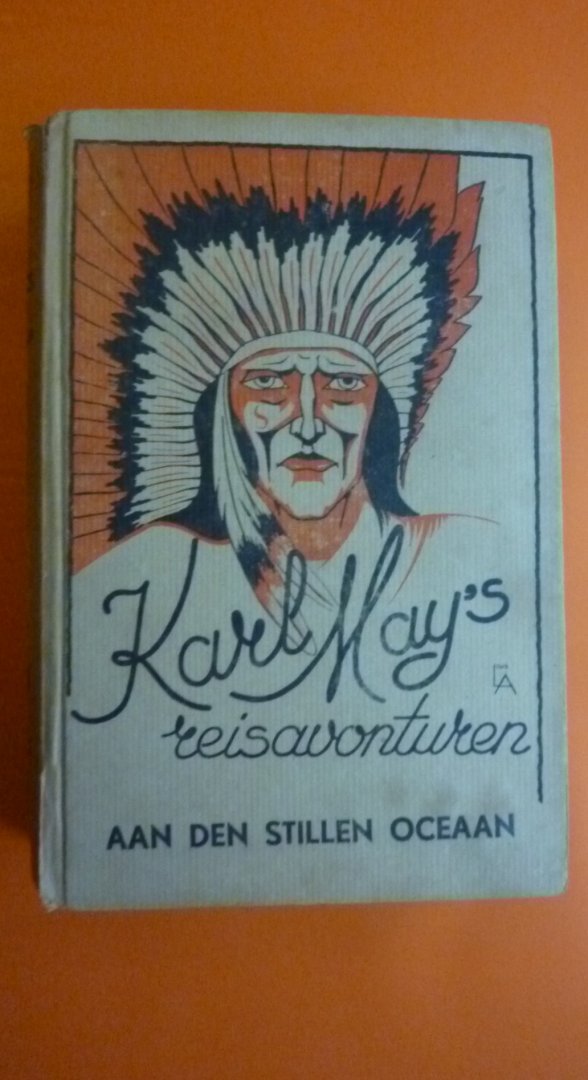 Karl May's
reisavonturen
AAN DEN STILLEN OCEAAN